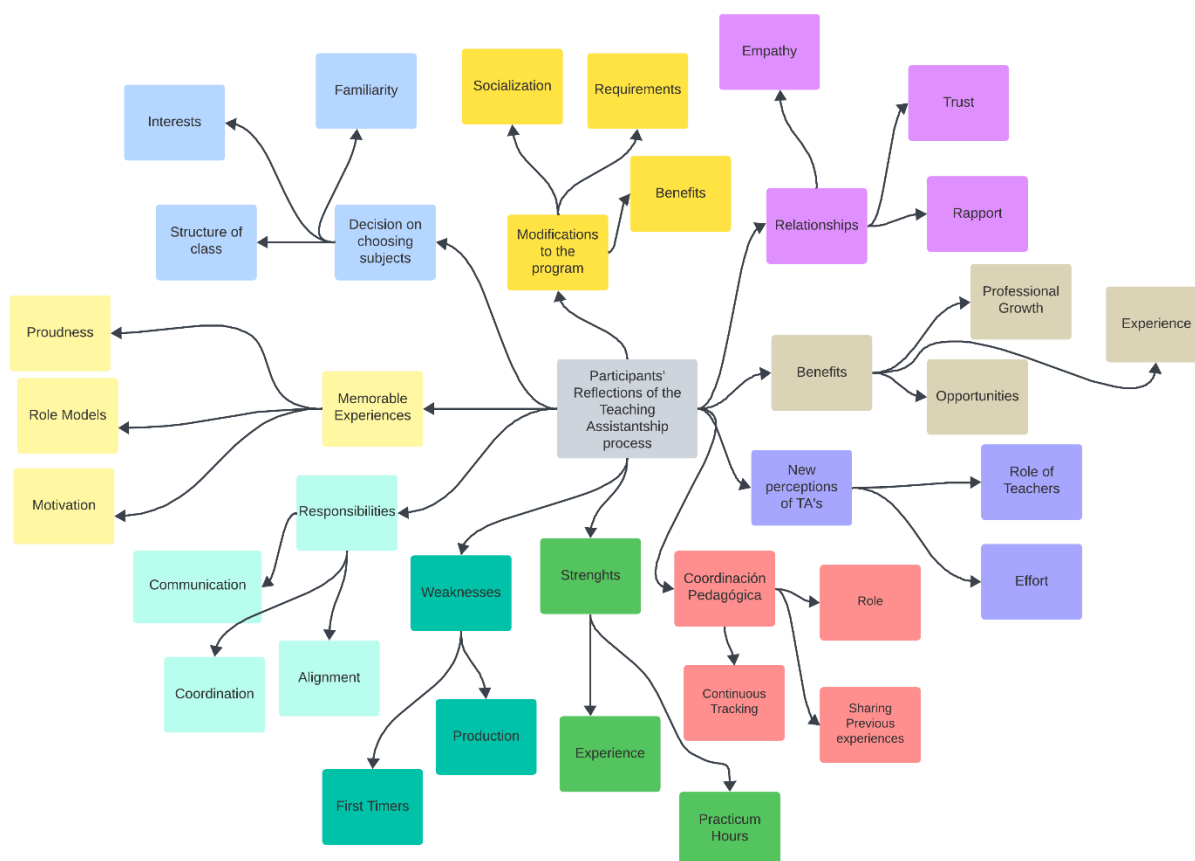 Empathy
Familiarity
Socialization
Requirements
Trust
Interests
Benefits
Structure of
class
Decision on
choosing
subjects
Modifications
to the
program
Relationships
Rapport
Professional
Growth
Experience
Proudness
Participants'
Reflections of the
Teaching
Assistantship
process
Benefits
Opportunities
Memorable
Experiences
Role Models
New
perceptions
of TA's
Role of
Teachers
Motivation
Responsibilities
Communication
Weaknesses
Strenghts
Coordinación
Pedagógica
Role
Effort
Coordination
Alignment
Continuous
Tracking
Sharing
Previous
experiences
Production
Experience
First Timers
Practicum
Hours